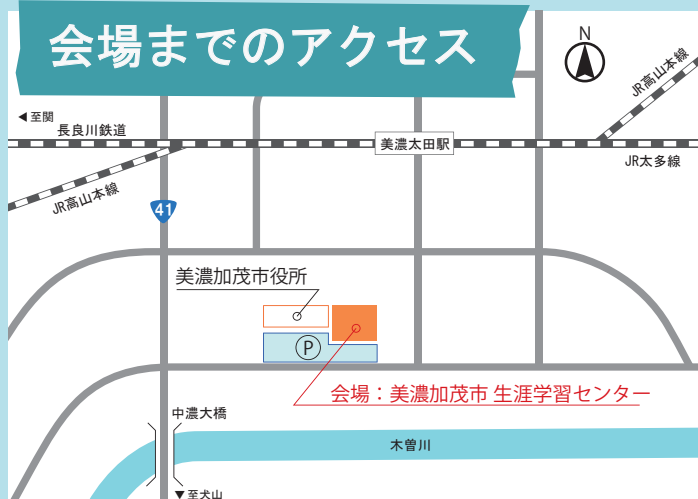 会場までのアクセス
N
JR高山本線
◀至関
長良川鉄道
美濃太田駅
JR太多線
JR高山本線
41
美濃加茂市役所
P
会場：美濃加茂市 生涯学習センター
中濃大橋
木曽川
▼至犬山